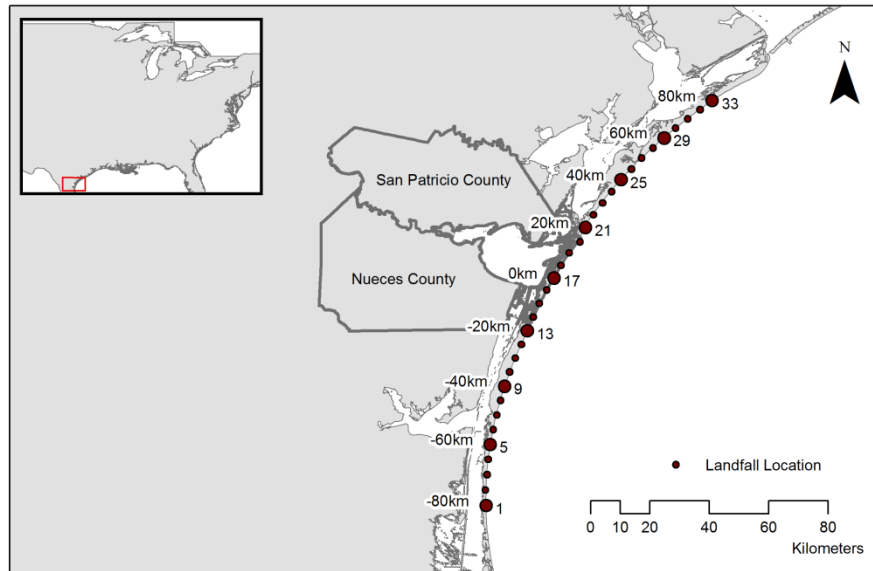 N
80km
33
60km
29
San Patricio County
40km
25
20km
21
Nueces County
0km
17
-20km
13
-40km
9
-60km
5
Landfall Location
-80km
1
0 10 20 40 60 80
Kilometers